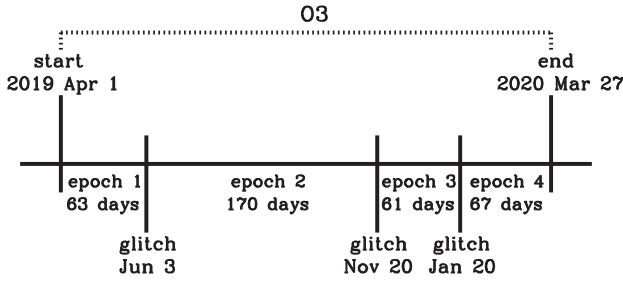 O3
start
2019 Apr 1
end
2020 Mar 27
epoch 1
63 days
epoch 2
170 days
epoch 3
61 days
epoch 4
67 days
glitch
Jun 3
glitch
Nov 20
glitch
Jan 20